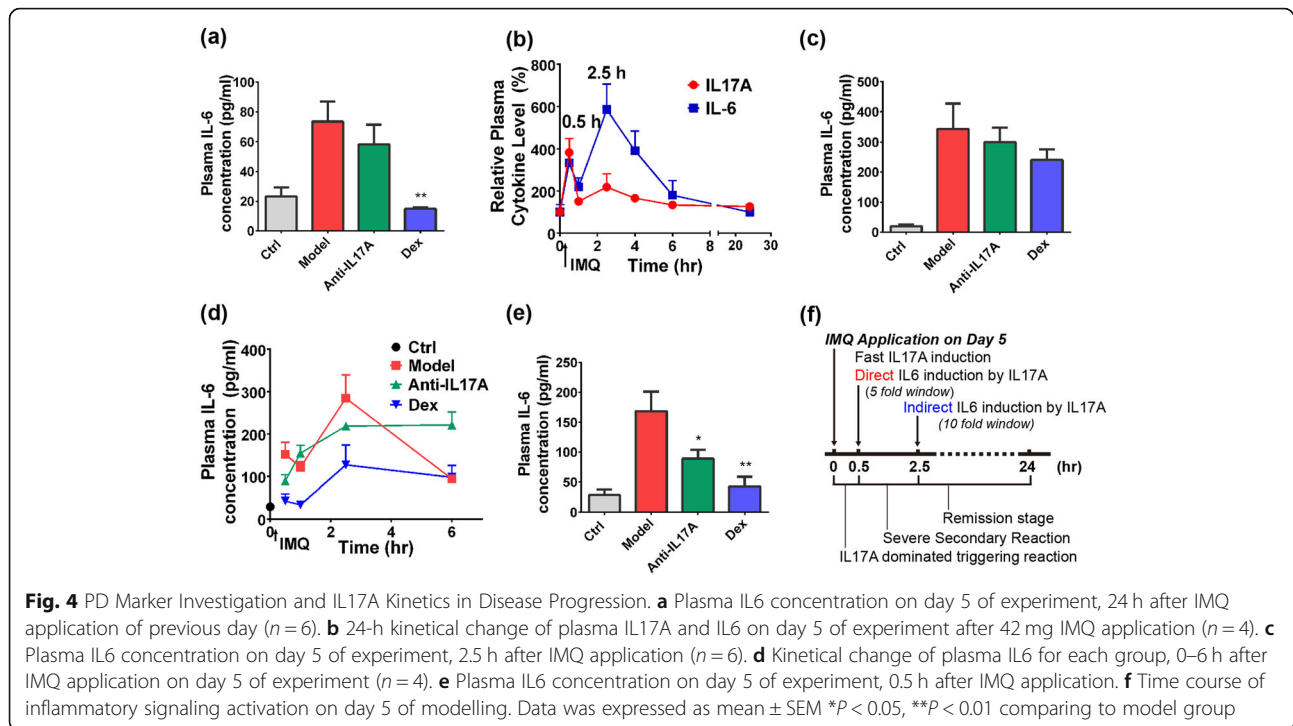 (a)
Plasma IL-6
concentration (pg/ml)
80
60
40
20
0
Ctrl
Model
Anti-IL17A
Dex
**
(b)
Relative Plasma
Cytokine Level (%)
800
600
400
200
0
0.5 h
2.5 h
IL17A
IL-6
0 2 4 6 8 20 30
IMQ
Time (hr)
(c)
Plasma IL-6
concentration (pg/ml)
500
400
300
200
100
0
Ctrl
Model
Anti-IL17A
Dex
(d)
Plasma IL-6
concentration (pg/ml)
400
300
200
100
0
Ctrl
Model
Anti-IL17A
Dex
0 2 4 6
IMQ
Time (hr)
(e)
Plasma IL-6
concentration (pg/ml)
250
200
150
100
50
0
Ctrl
Model
Anti-IL17A
Dex
*
**
(f)
IMQ Application on Day 5
Fast IL17A induction
Direct IL6 induction by IL17A
(5 fold window)
Indirect IL6 induction by IL17A
(10 fold window)
0 0.5 2.5 24 (hr)
Remission stage
Severe Secondary Reaction
IL17A dominated triggering reaction
Fig. 4 PD Marker Investigation and IL17A Kinetics in Disease Progression. a Plasma IL6 concentration on day 5 of experiment, 24 h after IMQ
application of previous day (n = 6). b 24-h kinetical change of plasma IL17A and IL6 on day 5 of experiment after 42 mg IMQ application (n = 4). c
Plasma IL6 concentration on day 5 of experiment, 2.5 h after IMQ application (n = 6). d Kinetical change of plasma IL6 for each group, 0–6 h after
IMQ application on day 5 of experiment (n = 4). e Plasma IL6 concentration on day 5 of experiment, 0.5 h after IMQ application. f Time course of
inflammatory signaling activation on day 5 of modelling. Data was expressed as mean ± SEM *P < 0.05, **P < 0.01 comparing to model group